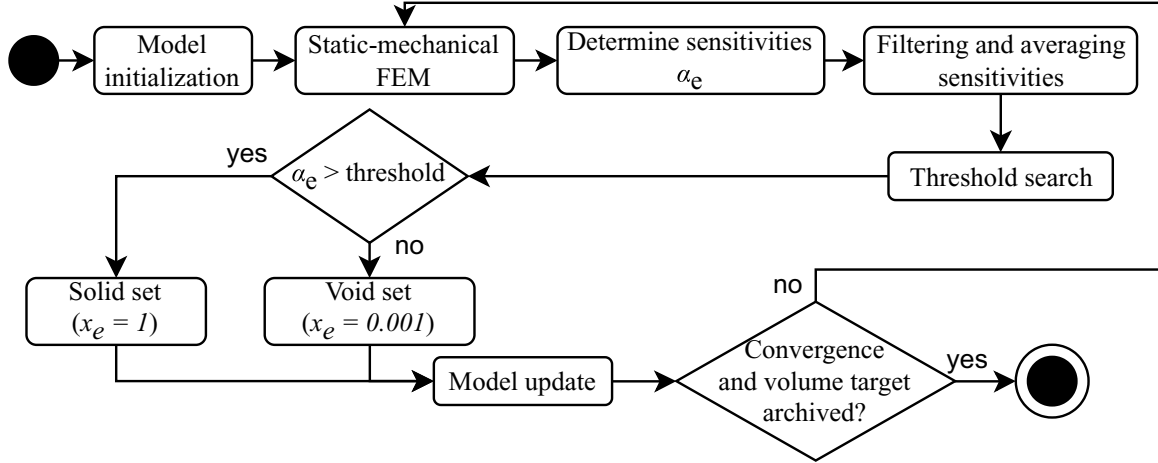 Model
initialization
Static-mechanical
FEM
Determine sensitivities
αe
Filtering and averaging
sensitivities
Threshold search
αe > threshold
yes
no
Solid set
(xe = 1)
Void set
(xe = 0.001)
Model update
Convergence
and volume target
archived?
no
yes